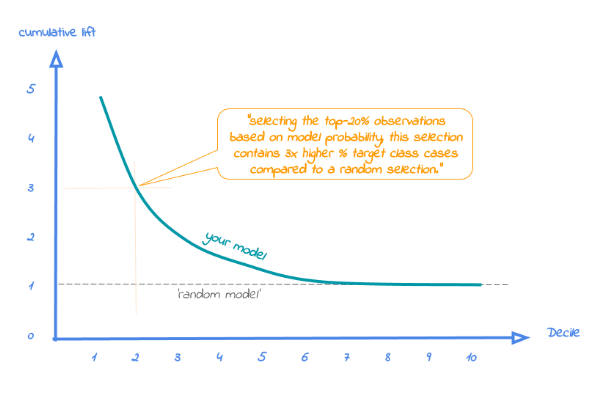 cumulative lift
5
4
3
2
1
0
"selecting the top-20% observations
based on model probability, this selection
contains 3x higher % target class cases
compared to a random selection."
your model
'random model'
Decile
1 2 3 4 5 6 7 8 9 10